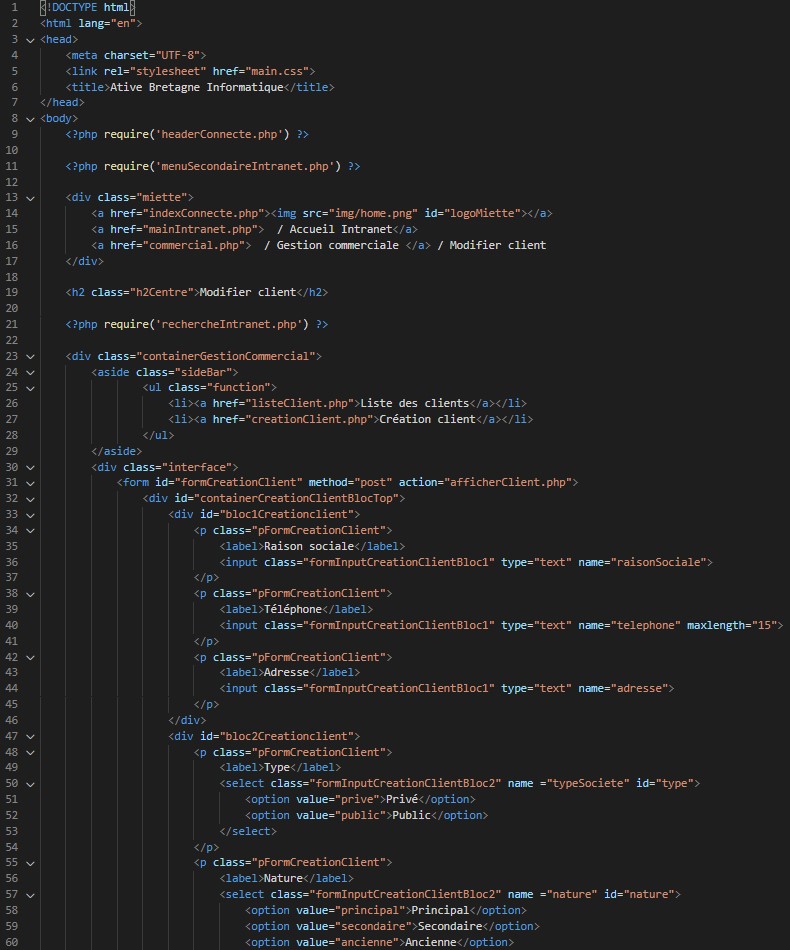 1 <!DOCTYPE html>
2 <html lang="en">
3 <head>
4     <meta charset="UTF-8">
5     <link rel="stylesheet" href="main.css">
6     <title>Ative Bretagne Informatique</title>
7 </head>
8 <body>
9     <?php require('headerConnecte.php') ?>
10
11     <?php require('menuSecondaireIntranet.php') ?>
12
13     <div class="miette">
14         <a href="indexConnecte.php"><img src="img/home.png" id="logoMiette"></a>
15         <a href="mainIntranet.php">  / Accueil Intranet</a>
16         <a href="commercial.php">  / Gestion commerciale </a> / Modifier client
17     </div>
18
19     <h2 class="h2Centre">Modifier client</h2>
20
21     <?php require('rechercheIntranet.php') ?>
22
23     <div class="containerGestionCommercial">
24         <aside class="sideBar">
25                 <ul class="function">
26                     <li><a href="listeClient.php">Liste des clients</a></li>
27                     <li><a href="creationClient.php">Création client</a></li>
28                 </ul>
29         </aside>
30         <div class="interface">
31             <form id="formCreationClient" method="post" action="afficherClient.php">
32                 <div id="containerCreationClientBlocTop">
33                     <div id="bloc1Creationclient">
34                         <p class="pFormCreationClient">
35                             <label>Raison sociale</label>
36                             <input class="formInputCreationClientBloc1" type="text" name="raisonSociale">
37                         </p>
38                         <p class="pFormCreationClient">
39                             <label>Téléphone</label>
40                             <input class="formInputCreationClientBloc1" type="text" name="telephone" maxlength="15">
41                         </p>
42                         <p class="pFormCreationClient">
43                             <label>Adresse</label>
44                             <input class="formInputCreationClientBloc1" type="text" name="adresse">
45                         </p>
46                     </div>
47                     <div id="bloc2Creationclient">
48                         <p class="pFormCreationClient">
49                             <label>Type</label>
50                             <select class="formInputCreationClientBloc2" name ="typeSociete" id="type">
51                                 <option value="prive">Privé</option>
52                                 <option value="public">Public</option>
53                             </select>
54                         </p>
55                         <p class="pFormCreationClient">
56                             <label>Nature</label>
57                             <select class="formInputCreationClientBloc2" name ="nature" id="nature">
58                                 <option value="principal">Principal</option>
59                                 <option value="secondaire">Secondaire</option>
60                                 <option value="ancienne">Ancienne</option>